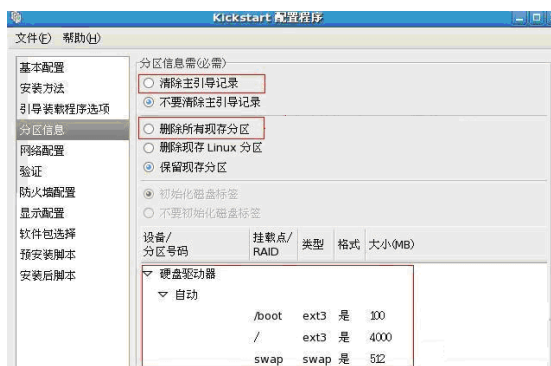 Kickstart 配置程序
文件(F) 帮助(H)
基本配置
安装方法
引导装载程序选项
分区信息
网络配置
验证
防火墙配置
显示配置
软件包选择
预安装脚本
安装后脚本
分区信息需(必需)
清除主引导记录
不要清除主引导记录
删除所有现存分区
删除现存 Linux 分区
保留现存分区
初始化磁盘标签
不要初始化磁盘标签
设备/ 挂载点/ 类型 格式 大小(MB)
分区号码 RAID
硬盘驱动器
自动
/boot ext3 是 100
/ ext3 是 4000
swap swap 是 512